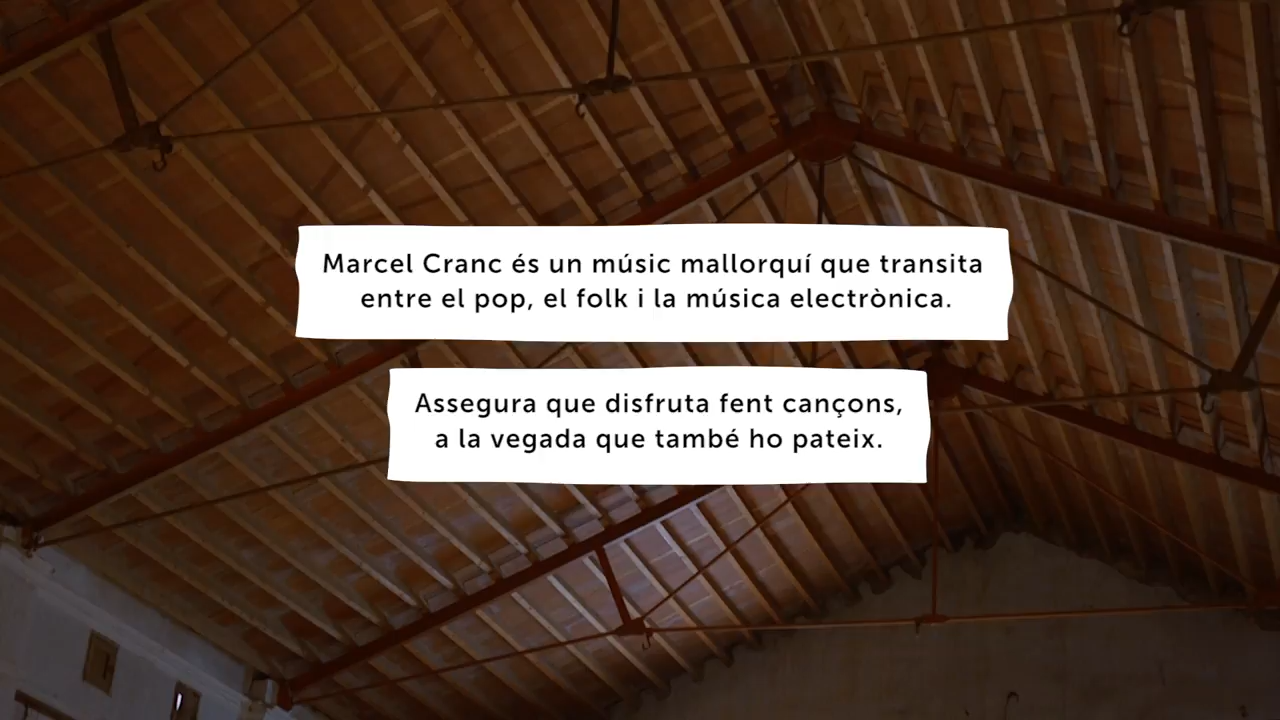 Marcel Cranc és un músic mallorquí que transita
entre el pop, el folk i la música electrònica.
Assegura que disfruta fent cançons,
a la vegada que també ho pateix.